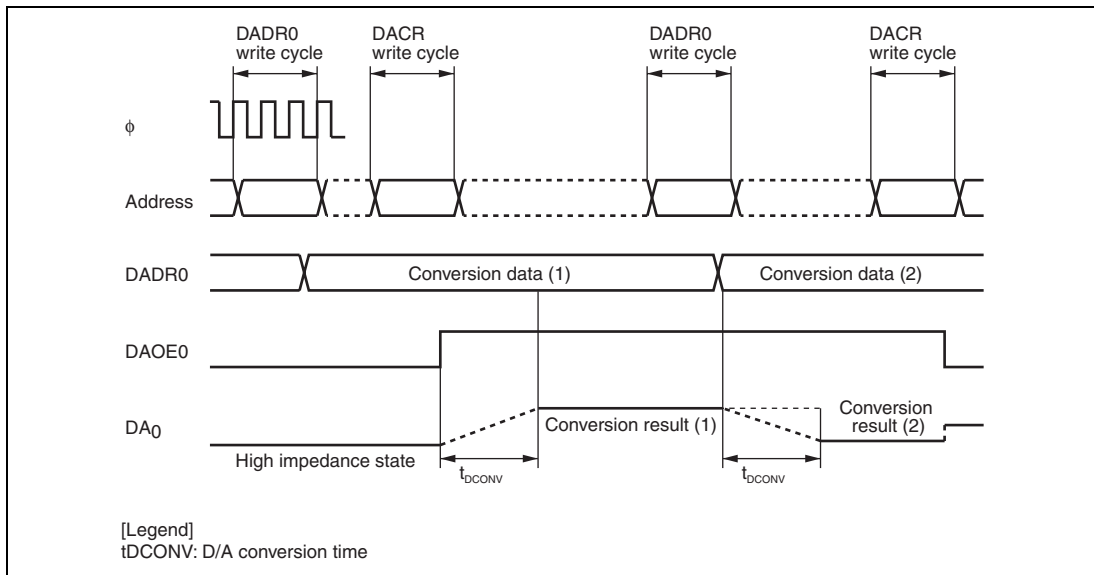 DADR0
write cycle
DACR
write cycle
DADR0
write cycle
DACR
write cycle
ϕ
Address
DADR0
Conversion data (1)
Conversion data (2)
DAOE0
DA0
Conversion result (1)
Conversion
result (2)
High impedance state
tDCONV
tDCONV
[Legend]
tDCONV: D/A conversion time